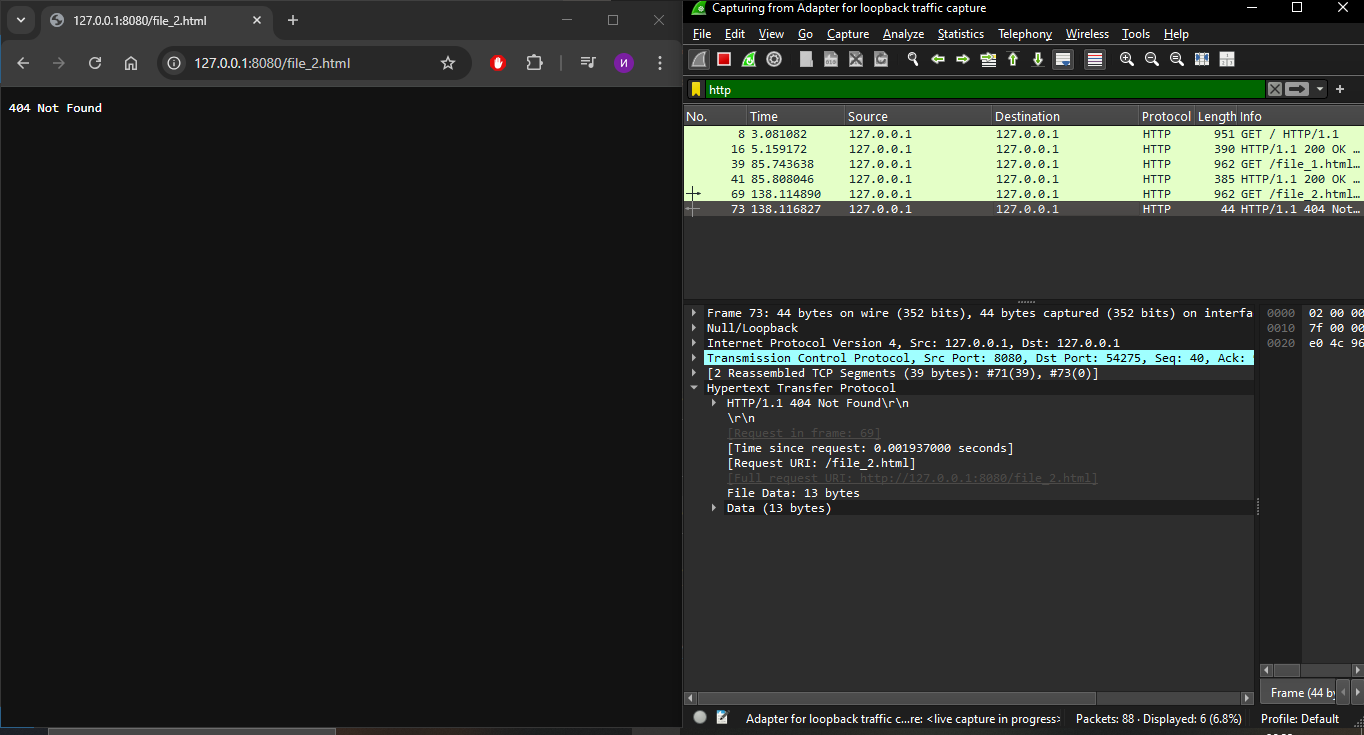 127.0.0.1:8080/file_2.html
127.0.0.1:8080/file_2.html
И
404 Not Found
Capturing from Adapter for loopback traffic capture
File Edit View Go Capture Analyze Statistics Telephony Wireless Tools Help
http
No. Time Source Destination Protocol Length Info
8 3.081082 127.0.0.1 127.0.0.1 HTTP 951 GET / HTTP/1.1
16 5.159172 127.0.0.1 127.0.0.1 HTTP 390 HTTP/1.1 200 OK …
39 85.743638 127.0.0.1 127.0.0.1 HTTP 962 GET /file_1.html…
41 85.808046 127.0.0.1 127.0.0.1 HTTP 385 HTTP/1.1 200 OK …
69 138.114890 127.0.0.1 127.0.0.1 HTTP 962 GET /file_2.html…
73 138.116827 127.0.0.1 127.0.0.1 HTTP 44 HTTP/1.1 404 Not…
Frame 73: 44 bytes on wire (352 bits), 44 bytes captured (352 bits) on interfa
Null/Loopback
Internet Protocol Version 4, Src: 127.0.0.1, Dst: 127.0.0.1
Transmission Control Protocol, Src Port: 8080, Dst Port: 54275, Seq: 40, Ack:
[2 Reassembled TCP Segments (39 bytes): #71(39), #73(0)]
Hypertext Transfer Protocol
HTTP/1.1 404 Not Found\r\n
\r\n
[Request in frame: 69]
[Time since request: 0.001937000 seconds]
[Request URI: /file_2.html]
[Full request URI: http://127.0.0.1:8080/file_2.html]
File Data: 13 bytes
Data (13 bytes)
0000 02 00 00
0010 7f 00 00
0020 e0 4c 96
Frame (44 by
Adapter for loopback traffic c...re: <live capture in progress> Packets: 88 · Displayed: 6 (6.8%) Profile: Default